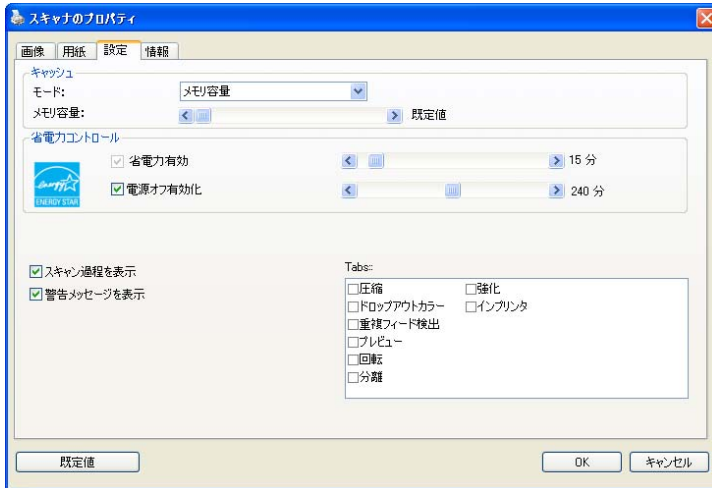 スキャナのプロパティ
画像 用紙 設定 情報
キャッシュ
モード: メモリ容量
メモリ容量: 既定値
省電力コントロール
省電力有効 15 分
電源オフ有効化 240 分
energy
ENERGY STAR
スキャン過程を表示
警告メッセージを表示
Tabs:
圧縮 強化
ドロップアウトカラー インプリンタ
重複フィード検出
プレビュー
回転
分離
既定値 OK キャンセル